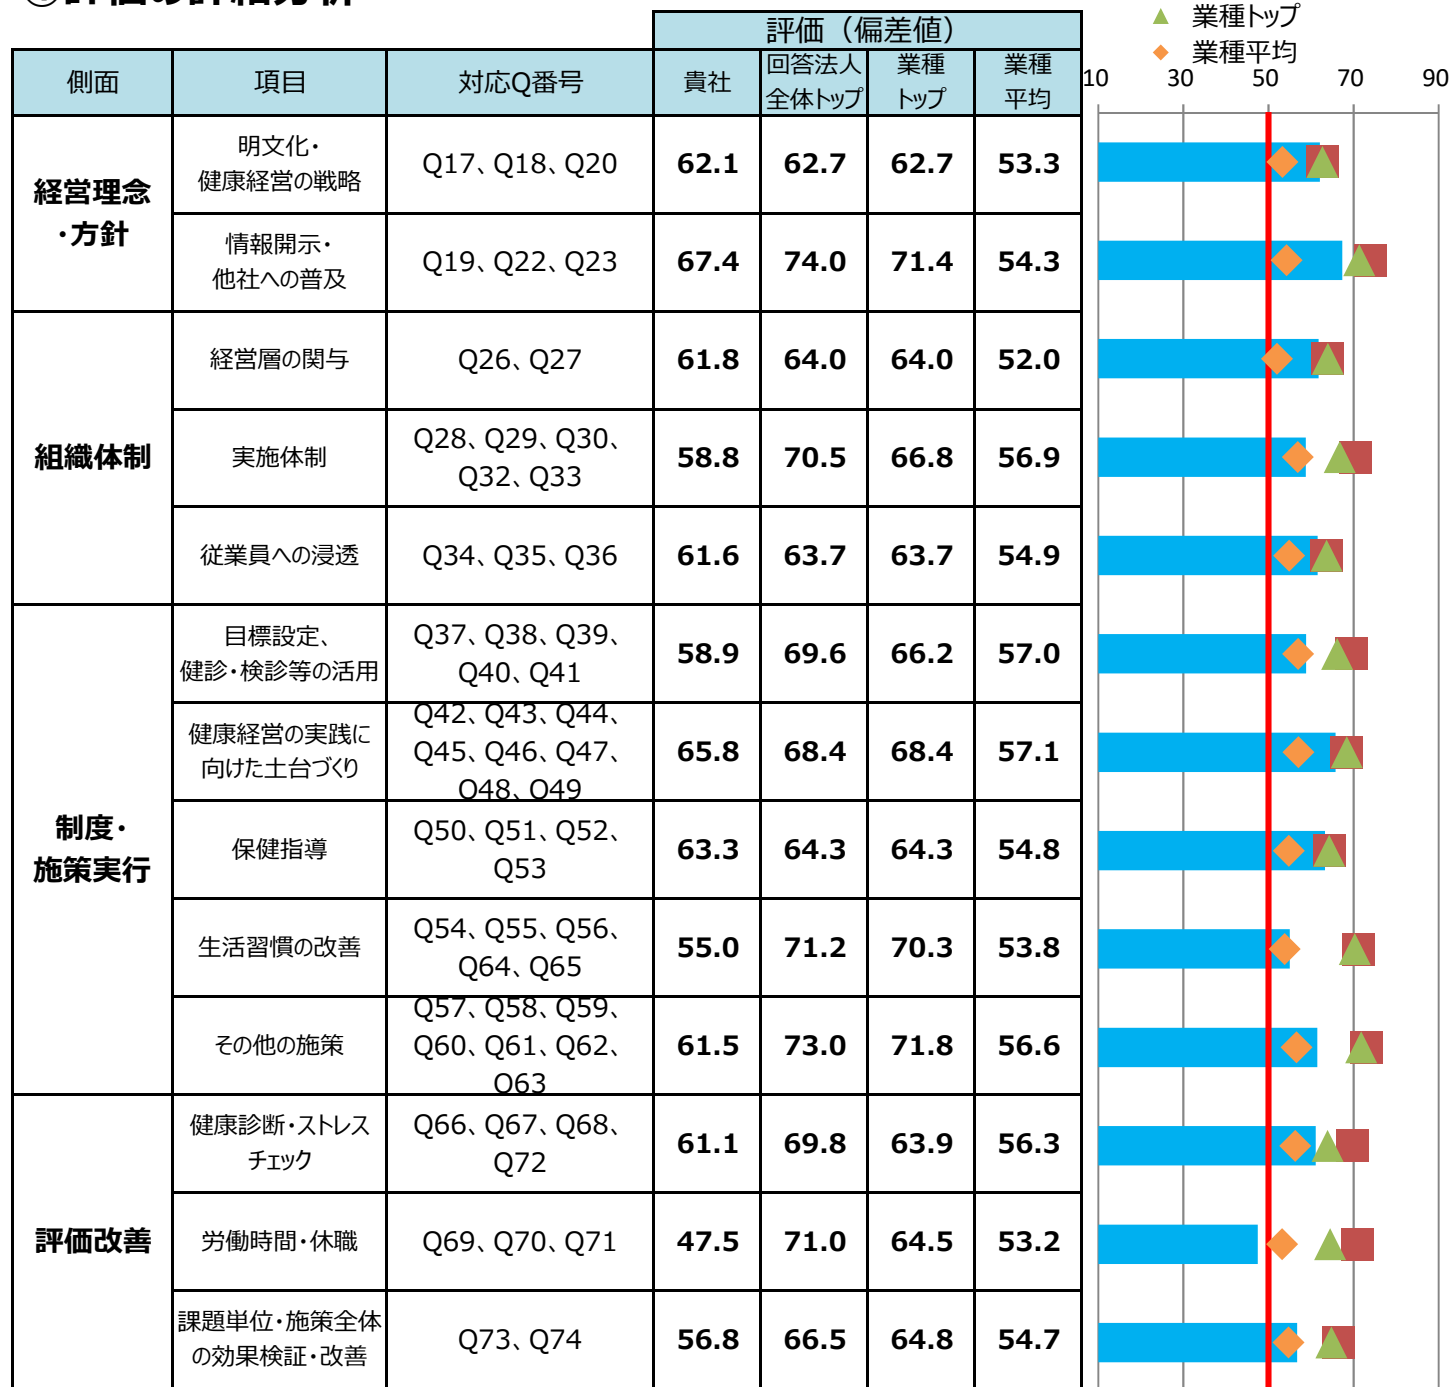 ①評価の詳細分析
▲ 業種トップ
◆ 業種平均
評価（偏差値）
側面 項目 対応Q番号 貴社 回答法人全体トップ 業種トップ 業種平均
10 30 50 70 90
経営理念・方針
明文化・健康経営の戦略 Q17、Q18、Q20 62.1 62.7 62.7 53.3
情報開示・他社への普及 Q19、Q22、Q23 67.4 74.0 71.4 54.3
組織体制
経営層の関与 Q26、Q27 61.8 64.0 64.0 52.0
実施体制 Q28、Q29、Q30、Q32、Q33 58.8 70.5 66.8 56.9
従業員への浸透 Q34、Q35、Q36 61.6 63.7 63.7 54.9
制度・施策実行
目標設定、健診・検診等の活用 Q37、Q38、Q39、Q40、Q41 58.9 69.6 66.2 57.0
健康経営の実践に向けた土台づくり Q42、Q43、Q44、Q45、Q46、Q47、Q48、Q49 65.8 68.4 68.4 57.1
保健指導 Q50、Q51、Q52、Q53 63.3 64.3 64.3 54.8
生活習慣の改善 Q54、Q55、Q56、Q64、Q65 55.0 71.2 70.3 53.8
その他の施策 Q57、Q58、Q59、Q60、Q61、Q62、Q63 61.5 73.0 71.8 56.6
評価改善
健康診断・ストレスチェック Q66、Q67、Q68、Q72 61.1 69.8 63.9 56.3
労働時間・休職 Q69、Q70、Q71 47.5 71.0 64.5 53.2
課題単位・施策全体の効果検証・改善 Q73、Q74 56.8 66.5 64.8 54.7